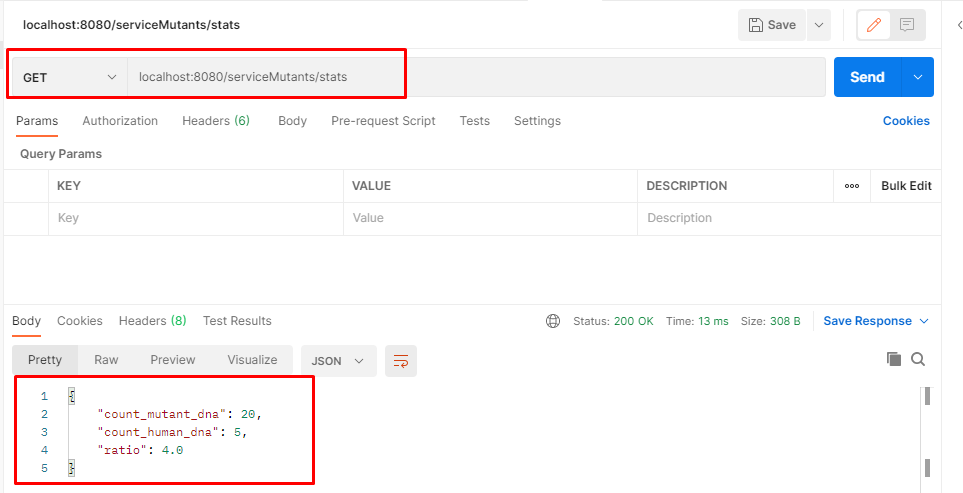 localhost:8080/serviceMutants/stats
Save
GET localhost:8080/serviceMutants/stats Send
Params Authorization Headers (6) Body Pre-request Script Tests Settings Cookies
Query Params
KEY VALUE DESCRIPTION ooo Bulk Edit
Key Value Description
Body Cookies Headers (8) Test Results Status: 200 OK Time: 13 ms Size: 308 B Save Response
Pretty Raw Preview Visualize JSON
1 {
2 "count_mutant_dna": 20,
3 "count_human_dna": 5,
4 "ratio": 4.0
5 }